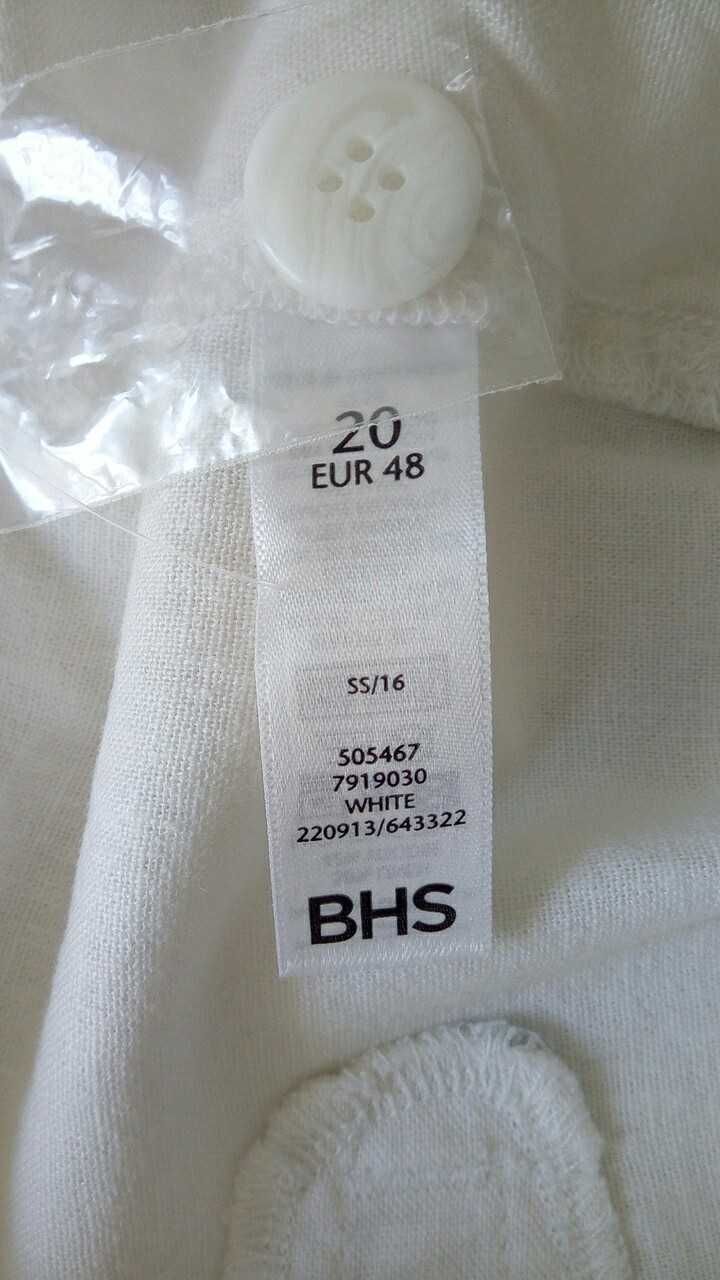 20
EUR 48
SS/16
505467
7919030
WHITE
220913/643322
BHS